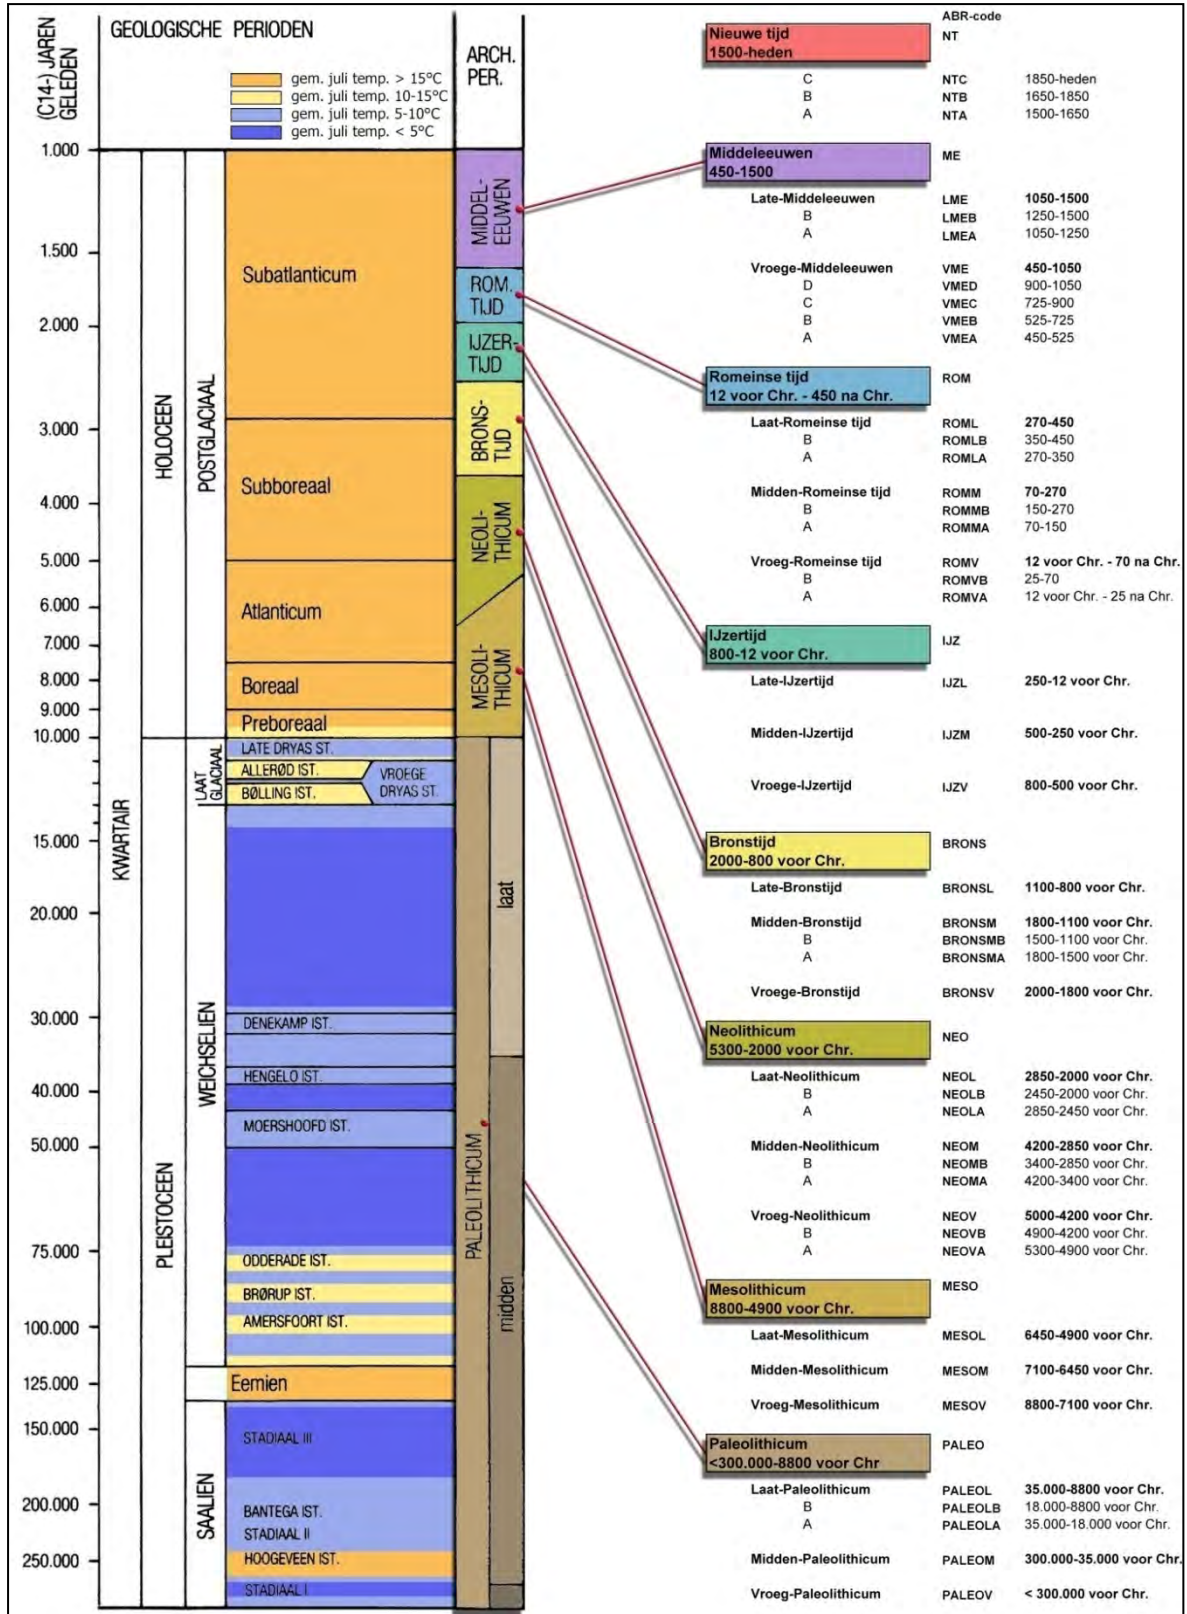 GEOLOGISCHE PERIODEN
(C14-) JAREN
GELEDEN
gem. juli temp. > 15°C
gem. juli temp. 10-15°C
gem. juli temp. 5-10°C
gem. juli temp. < 5°C
ARCH.
PER.
1.000
1.500
2.000
3.000
4.000
5.000
6.000
7.000
8.000
9.000
10.000
15.000
20.000
30.000
40.000
50.000
75.000
100.000
125.000
150.000
200.000
250.000
KWARTAIR
HOLOCEEN
PLEISTOCEEN
POSTGLACIAAL
LAAT
GLACIAAL
WEICHSELIEN
SAALIEN
Subatlanticum
Subboreaal
Atlanticum
Boreaal
Preboreaal
LATE DRYAS ST.
ALLERØD IST.
VROEGE
DRYAS ST.
BØLLING IST.
DENEKAMP IST.
HENGELO IST.
MOERSHOOFD IST.
ODDERADE IST.
BRØRUP IST.
AMERSFOORT IST.
Eemien
STADIAAL III
BANTEGA IST.
STADIAAL II
HOOGEVEEN IST.
STADIAAL I
MIDDEL-
EEUWEN
ROM.
TIJD
IJZER-
TIJD
BRONS-
TIJD
NEOLI-
THICUM
MESOLI-
THICUM
PALEOLITHICUM
laat
midden
ABR-code
Nieuwe tijd NT
1500-heden
C NTC 1850-heden
B NTB 1650-1850
A NTA 1500-1650
Middeleeuwen ME
450-1500
Late-Middeleeuwen LME 1050-1500
B LMEB 1250-1500
A LMEA 1050-1250
Vroege-Middeleeuwen VME 450-1050
D VMED 900-1050
C VMEC 725-900
B VMEB 525-725
A VMEA 450-525
Romeinse tijd ROM
12 voor Chr. - 450 na Chr.
Laat-Romeinse tijd ROML 270-450
B ROMLB 350-450
A ROMLA 270-350
Midden-Romeinse tijd ROMM 70-270
B ROMMB 150-270
A ROMMA 70-150
Vroeg-Romeinse tijd ROMV 12 voor Chr. - 70 na Chr.
B ROMVB 25-70
A ROMVA 12 voor Chr. - 25 na Chr.
IJzertijd IJZ
800-12 voor Chr.
Late-IJzertijd IJZL 250-12 voor Chr.
Midden-IJzertijd IJZM 500-250 voor Chr.
Vroege-IJzertijd IJZV 800-500 voor Chr.
Bronstijd BRONS
2000-800 voor Chr.
Late-Bronstijd BRONSL 1100-800 voor Chr.
Midden-Bronstijd BRONSM 1800-1100 voor Chr.
B BRONSMB 1500-1100 voor Chr.
A BRONSMA 1800-1500 voor Chr.
Vroege-Bronstijd BRONSV 2000-1800 voor Chr.
Neolithicum NEO
5300-2000 voor Chr.
Laat-Neolithicum NEOL 2850-2000 voor Chr.
B NEOLB 2450-2000 voor Chr.
A NEOLA 2850-2450 voor Chr.
Midden-Neolithicum NEOM 4200-2850 voor Chr.
B NEOMB 3400-2850 voor Chr.
A NEOMA 4200-3400 voor Chr.
Vroeg-Neolithicum NEOV 5000-4200 voor Chr.
B NEOVB 4900-4200 voor Chr.
A NEOVA 5300-4900 voor Chr.
Mesolithicum MESO
8800-4900 voor Chr.
Laat-Mesolithicum MESOL 6450-4900 voor Chr.
Midden-Mesolithicum MESOM 7100-6450 voor Chr.
Vroeg-Mesolithicum MESOV 8800-7100 voor Chr.
Paleolithicum PALEO
<300.000-8800 voor Chr
Laat-Paleolithicum PALEOL 35.000-8800 voor Chr.
B PALEOLB 18.000-8800 voor Chr.
A PALEOLA 35.000-18.000 voor Chr.
Midden-Paleolithicum PALEOM 300.000-35.000 voor Chr.
Vroeg-Paleolithicum PALEOV < 300.000 voor Chr.